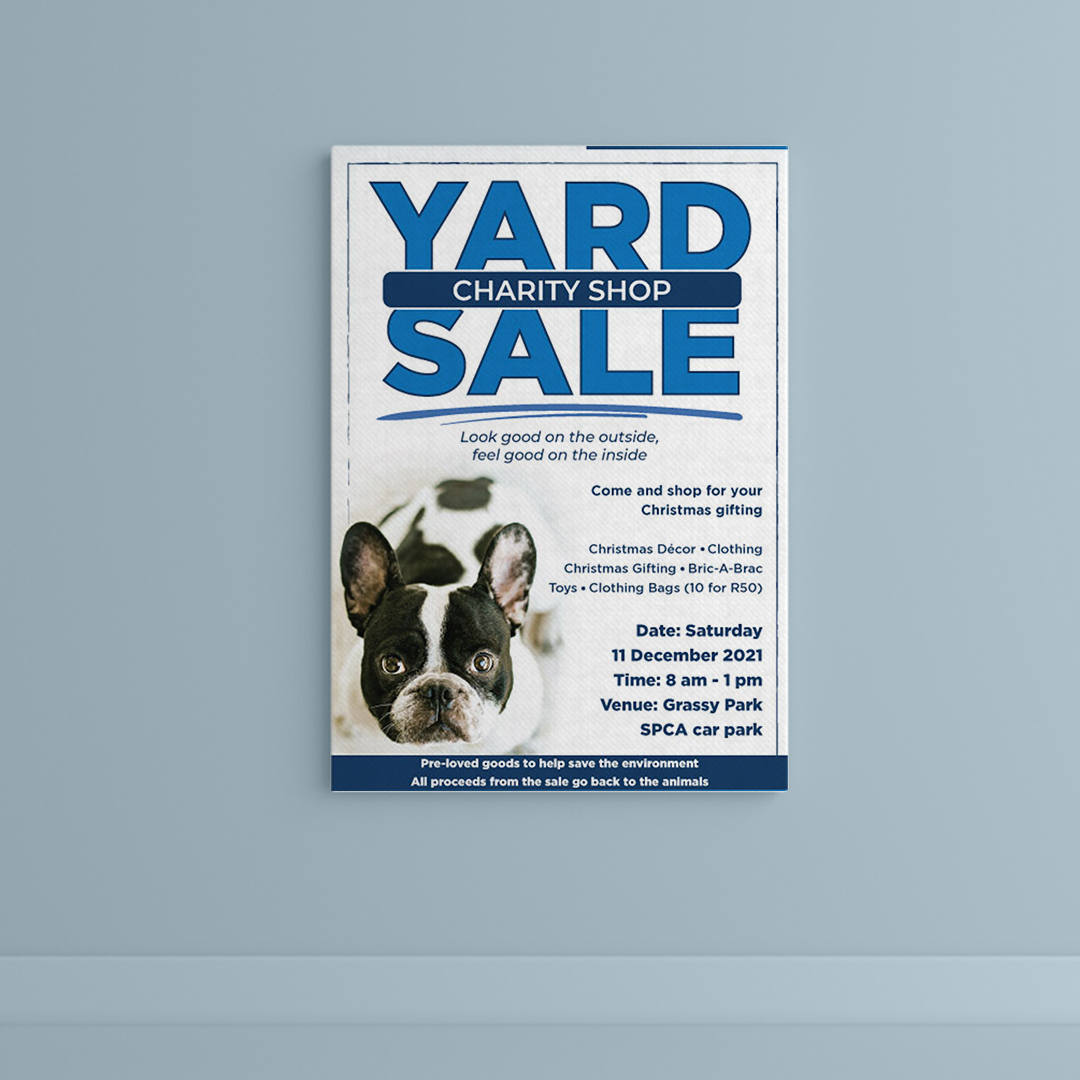 YARD
CHARITY SHOP
SALE
Look good on the outside,
feel good on the inside
Come and shop for your
Christmas gifting
Christmas Décor • Clothing
Christmas Gifting • Bric-A-Brac
Toys • Clothing Bags (10 for R50)
Date: Saturday
11 December 2021
Time: 8 am - 1 pm
Venue: Grassy Park
SPCA car park
Pre-loved goods to help save the environment
All proceeds from the sale go back to the animals